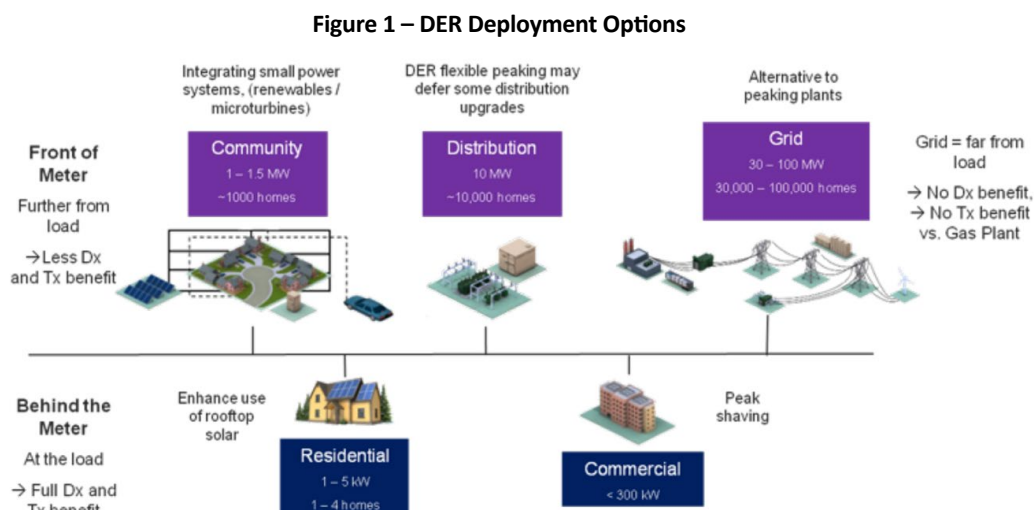 Figure 1 – DER Deployment Options
Integrating small power
systems, (renewables /
microturbines)
DER flexible peaking may
defer some distribution
upgrades
Alternative to
peaking plants
Front of
Meter
Further from
load
→Less Dx
and Tx benefit
Community
1 – 1.5 MW
~1000 homes
Distribution
10 MW
~10,000 homes
Grid
30 – 100 MW
30,000 – 100,000 homes
Grid = far from
load
→ No Dx benefit,
→ No Tx benefit
vs. Gas Plant
Behind the
Meter
At the load
→ Full Dx and
Tx benefit
Enhance use
of rooftop
solar
Residential
1 – 5 kW
1 – 4 homes
Commercial
< 300 kW
Peak
shaving